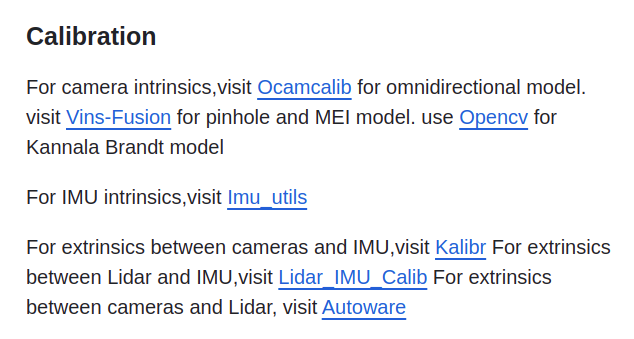 Calibration
For camera intrinsics,visit Ocamcalib for omnidirectional model.
visit Vins-Fusion for pinhole and MEI model. use Opencv for
Kannala Brandt model
For IMU intrinsics,visit Imu_utils
For extrinsics between cameras and IMU,visit Kalibr For extrinsics
between Lidar and IMU,visit Lidar_IMU_Calib For extrinsics
between cameras and Lidar, visit Autoware